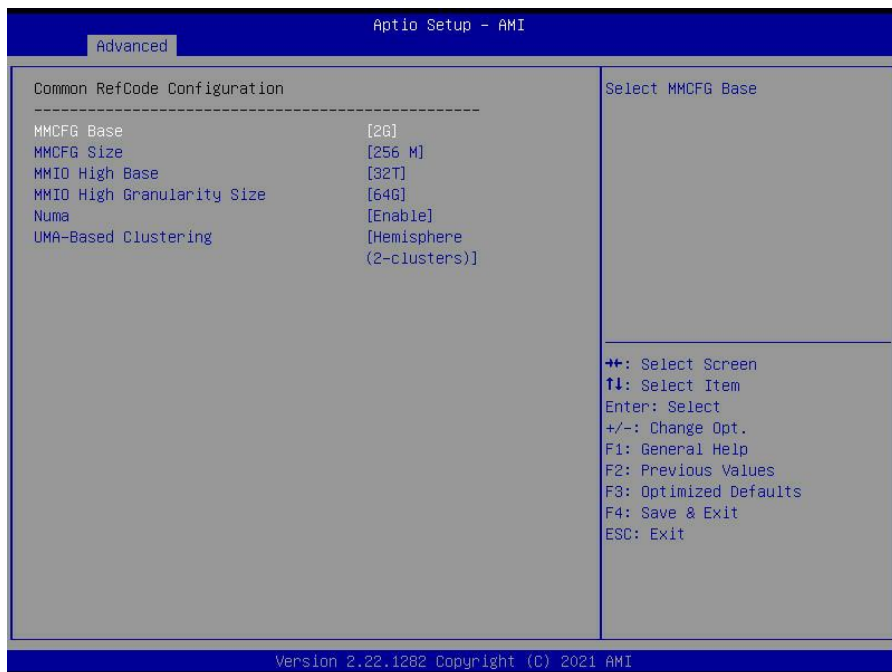 Aptio Setup - AMI
Advanced
Common RefCode Configuration
MMCFG Base [2G]
MMCFG Size [256 M]
MMIO High Base [32T]
MMIO High Granularity Size [64G]
Numa [Enable]
UMA-Based Clustering [Hemisphere
(2-clusters)]
Select MMCFG Base
→←: Select Screen
↑↓: Select Item
Enter: Select
+/-: Change Opt.
F1: General Help
F2: Previous Values
F3: Optimized Defaults
F4: Save & Exit
ESC: Exit
Version 2.22.1282 Copyright (C) 2021 AMI